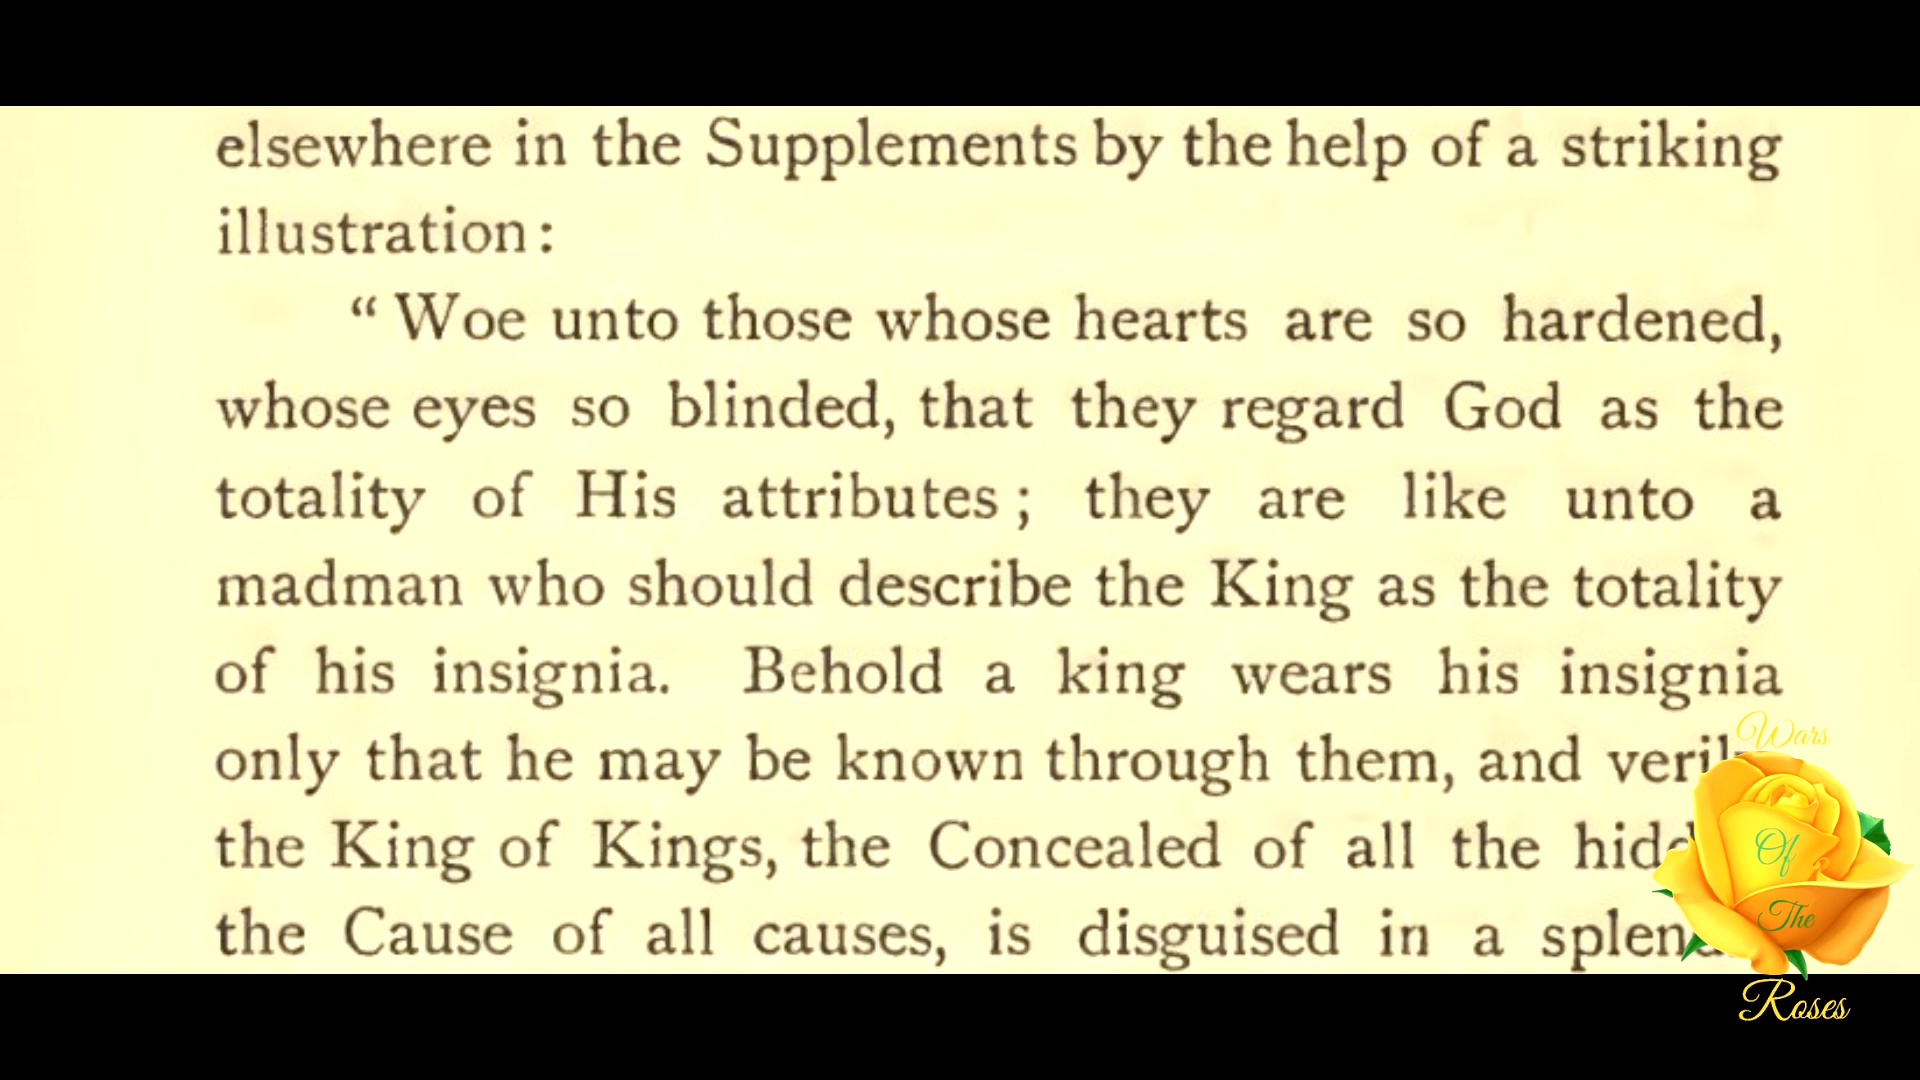 elsewhere in the Supplements by the help of a striking
illustration:
“ Woe unto those whose hearts are so hardened,
whose eyes so blinded, that they regard God as the
totality of His attributes ; they are like unto a
madman who should describe the King as the totality
of his insignia. Behold a king wears his insignia
only that he may be known through them, and
the King of Kings, the Concealed of all the
the Cause of all causes, is disguised in a
Wars
Of
The
Roses